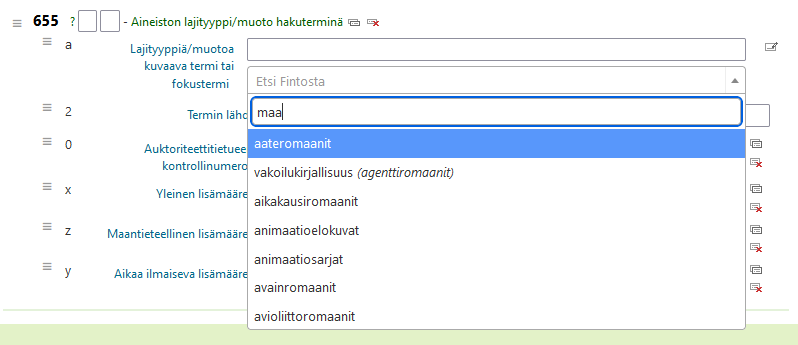 655 ? - Aineiston lajityyppi/muoto hakuterminä
a Lajityyppiä/muotoa
kuvaava termi tai
fokustermi
Etsi Fintosta
maa
2 Termin lähd
aateromaanit
0 Auktoriteettitietuee
kontrollinumero
vakoilukirjallisuus (agenttiromaanit)
x Yleinen lisämääre
aikakausiromaanit
z Maantieteellinen lisämääre
animaatioelokuvat
animaatiosarjat
y Aikaa ilmaiseva lisämääre
avainromaanit
avioliittoromaanit